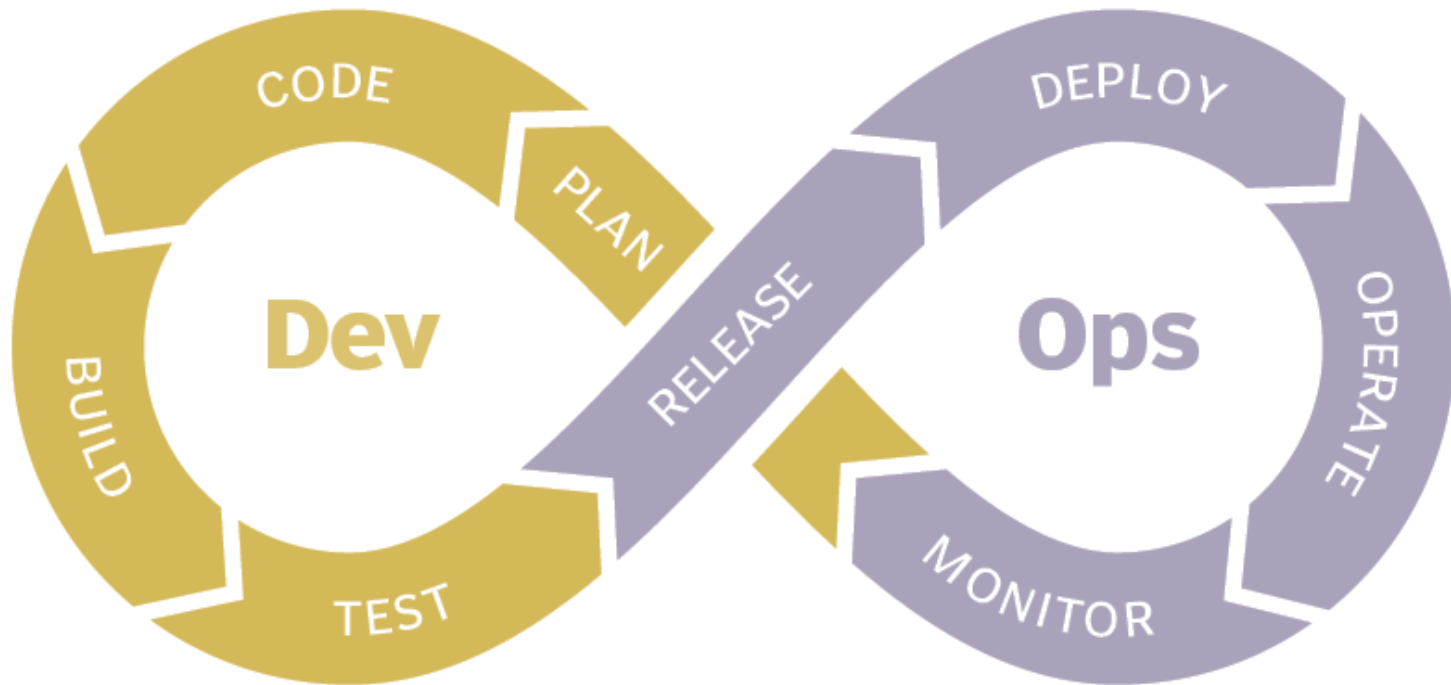 PLAN
CODE
BUILD
TEST
RELEASE
DEPLOY
OPERATE
MONITOR
Dev
Ops